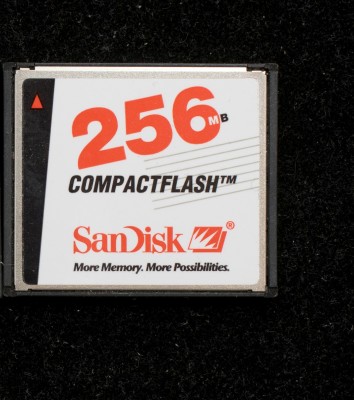 256MB
COMPACTFLASH™
SanDisk®
More Memory. More Possibilities.